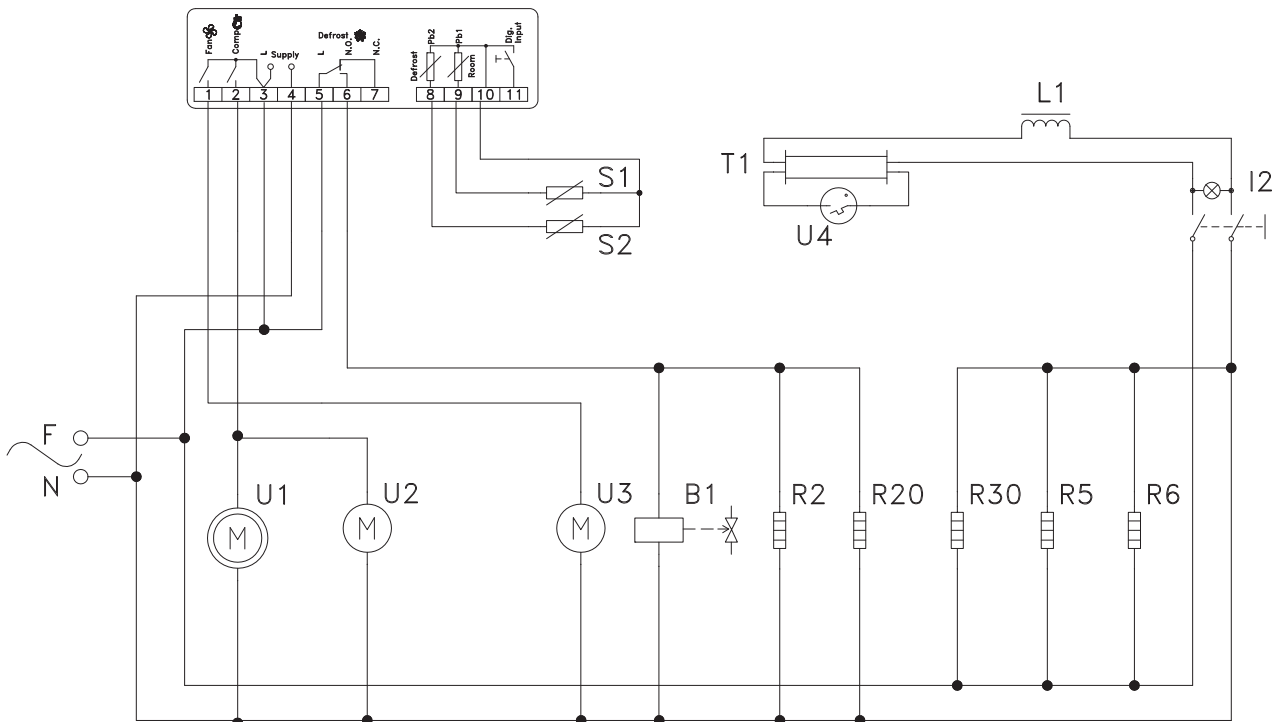 Fan
Comp
L
Supply
Defrost
L
N.O.
N.C.
Defrost
Pb2
Pb1
Room
Dig.
Input
1 2 3 4 5 6 7
8 9 10 11
L1
T1
S1
I2
U4
S2
F
N
U1
U2
U3
B1
R2
R20
R30
R5
R6
M
M
M